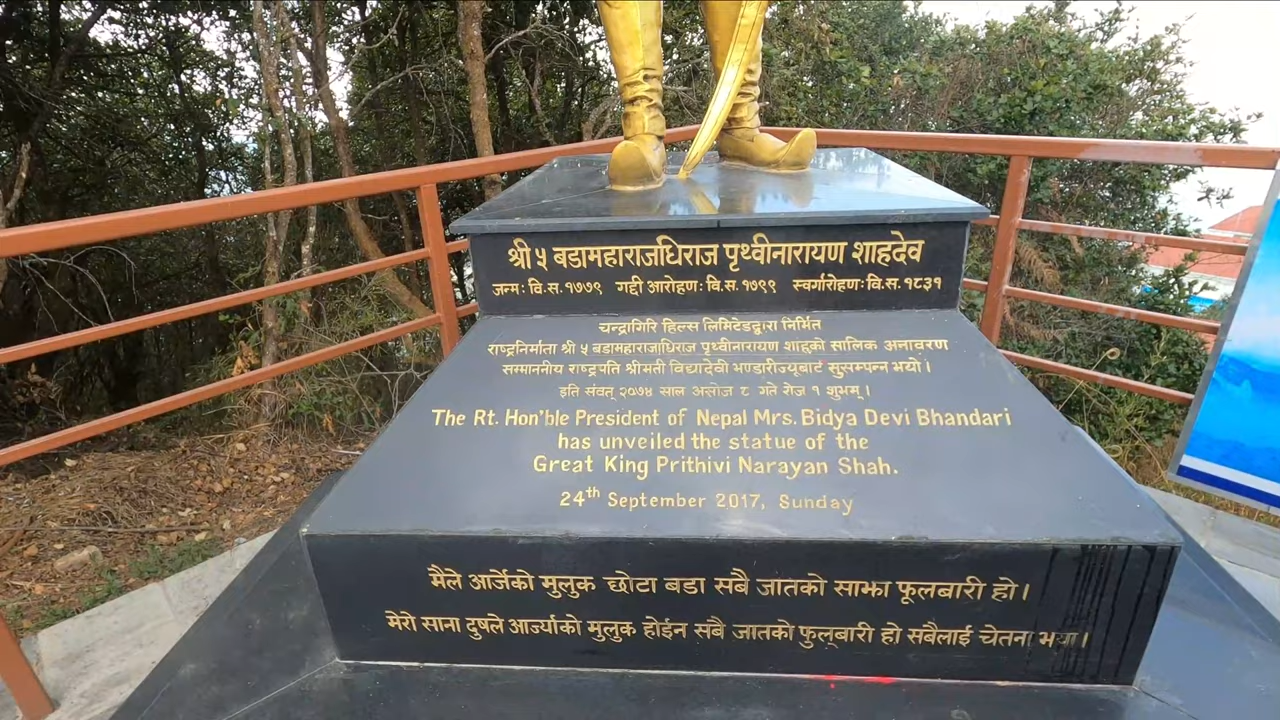 श्री ५ बडामहाराजधिराज पृथ्वीनारायण शाहदेव
जन्म: वि.स. १७७९ गद्दी आरोहण: वि.स. १७९९ स्वर्गारोहण: वि.स. १८३१
चन्द्रागिरि हिल्स लिमिटेडद्वारा निर्मित
राष्ट्रनिर्माता श्री ५ बडामहाराजाधिराज पृथ्वीनारायण शाहको सालिक अनावरण
सम्माननीय राष्ट्रपति श्रीमती विद्यादेवी भण्डारीज्यूबाट सुसम्पन्न भयो।
इति संवत् २०७४ साल असोज ८ गते रोज १ शुभम्।
The Rt. Hon'ble President of Nepal Mrs. Bidya Devi Bhandari
has unveiled the statue of the
Great King Prithivi Narayan Shah.
24th September 2017, Sunday
मैले आर्जेको मुलुक छोटा बडा सबै जातको साझा फूलबारी हो।
मेरो साना दुषले आर्ज्याको मुलुक होईन सबै जातको फुल्बारी हो सबैलाई चेतना भया।